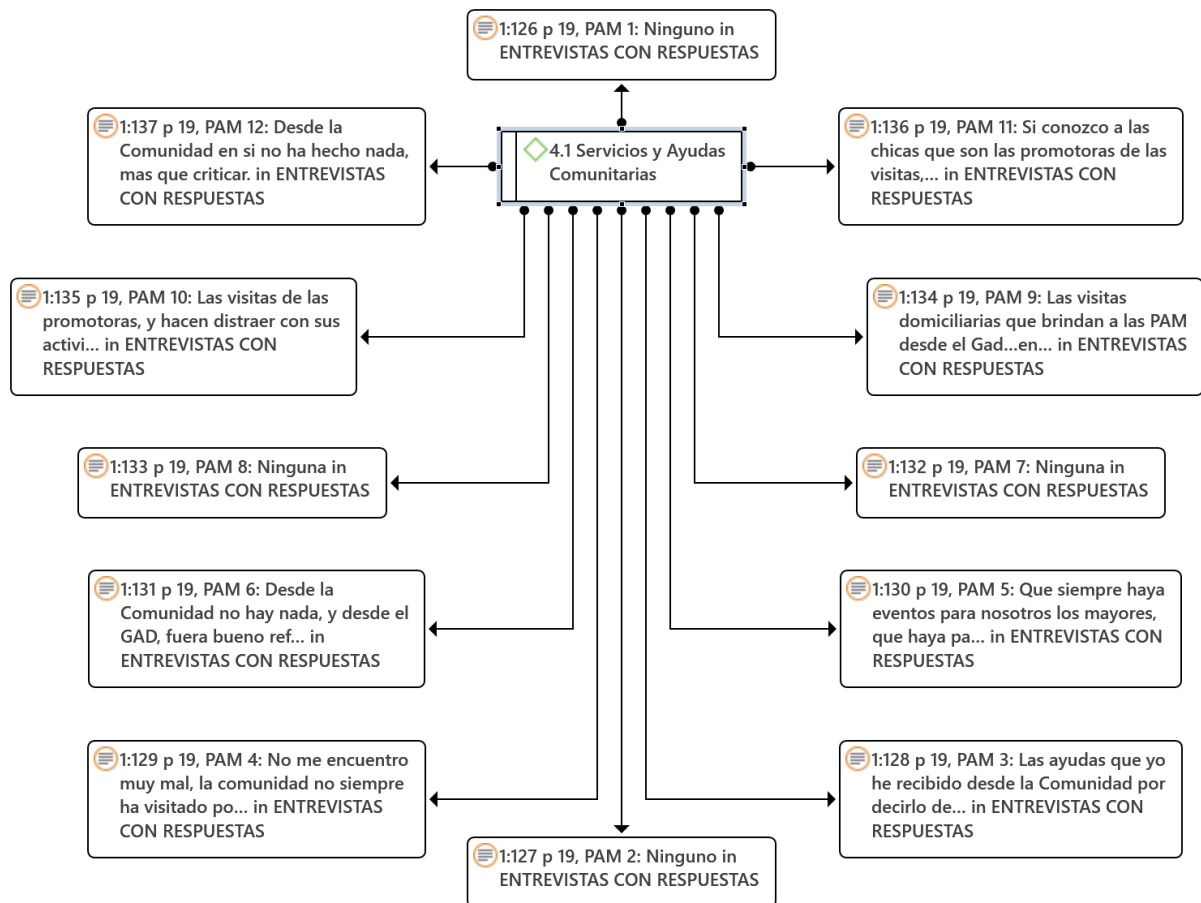 1:126 p 19, PAM 1: Ninguno in
ENTREVISTAS CON RESPUESTAS
1:137 p 19, PAM 12: Desde la
Comunidad en si no ha hecho nada,
mas que criticar. in ENTREVISTAS
CON RESPUESTAS
4.1 Servicios y Ayudas
Comunitarias
1:136 p 19, PAM 11: Si conozco a las
chicas que son las promotoras de las
visitas,... in ENTREVISTAS CON
RESPUESTAS
1:135 p 19, PAM 10: Las visitas de las
promotoras, y hacen distraer con sus
activi... in ENTREVISTAS CON
RESPUESTAS
1:134 p 19, PAM 9: Las visitas
domiciliarias que brindan a las PAM
desde el Gad...en... in ENTREVISTAS
CON RESPUESTAS
1:133 p 19, PAM 8: Ninguna in
ENTREVISTAS CON RESPUESTAS
1:132 p 19, PAM 7: Ninguna in
ENTREVISTAS CON RESPUESTAS
1:131 p 19, PAM 6: Desde la
Comunidad no hay nada, y desde el
GAD, fuera bueno ref... in
ENTREVISTAS CON RESPUESTAS
1:130 p 19, PAM 5: Que siempre haya
eventos para nosotros los mayores,
que haya pa... in ENTREVISTAS CON
RESPUESTAS
1:129 p 19, PAM 4: No me encuentro
muy mal, la comunidad no siempre
ha visitado po... in ENTREVISTAS
CON RESPUESTAS
1:128 p 19, PAM 3: Las ayudas que yo
he recibido desde la Comunidad por
decirlo de... in ENTREVISTAS CON
RESPUESTAS
1:127 p 19, PAM 2: Ninguno in
ENTREVISTAS CON RESPUESTAS